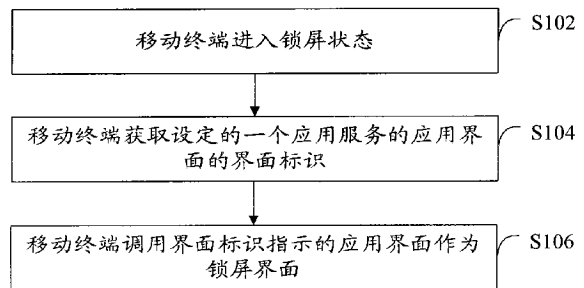 移动终端进入锁屏状态
S102
移动终端获取设定的一个应用服务的应用界
面的界面标识
S104
移动终端调用界面标识指示的应用界面作为
锁屏界面
S106